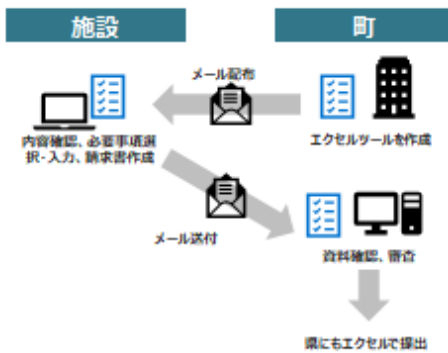 施設
町
メール配布
エクセルツールを作成
内容確認、必要事項選
択・入力、請求書作成
メール送付
資料確認、審査
県にもエクセルで提出